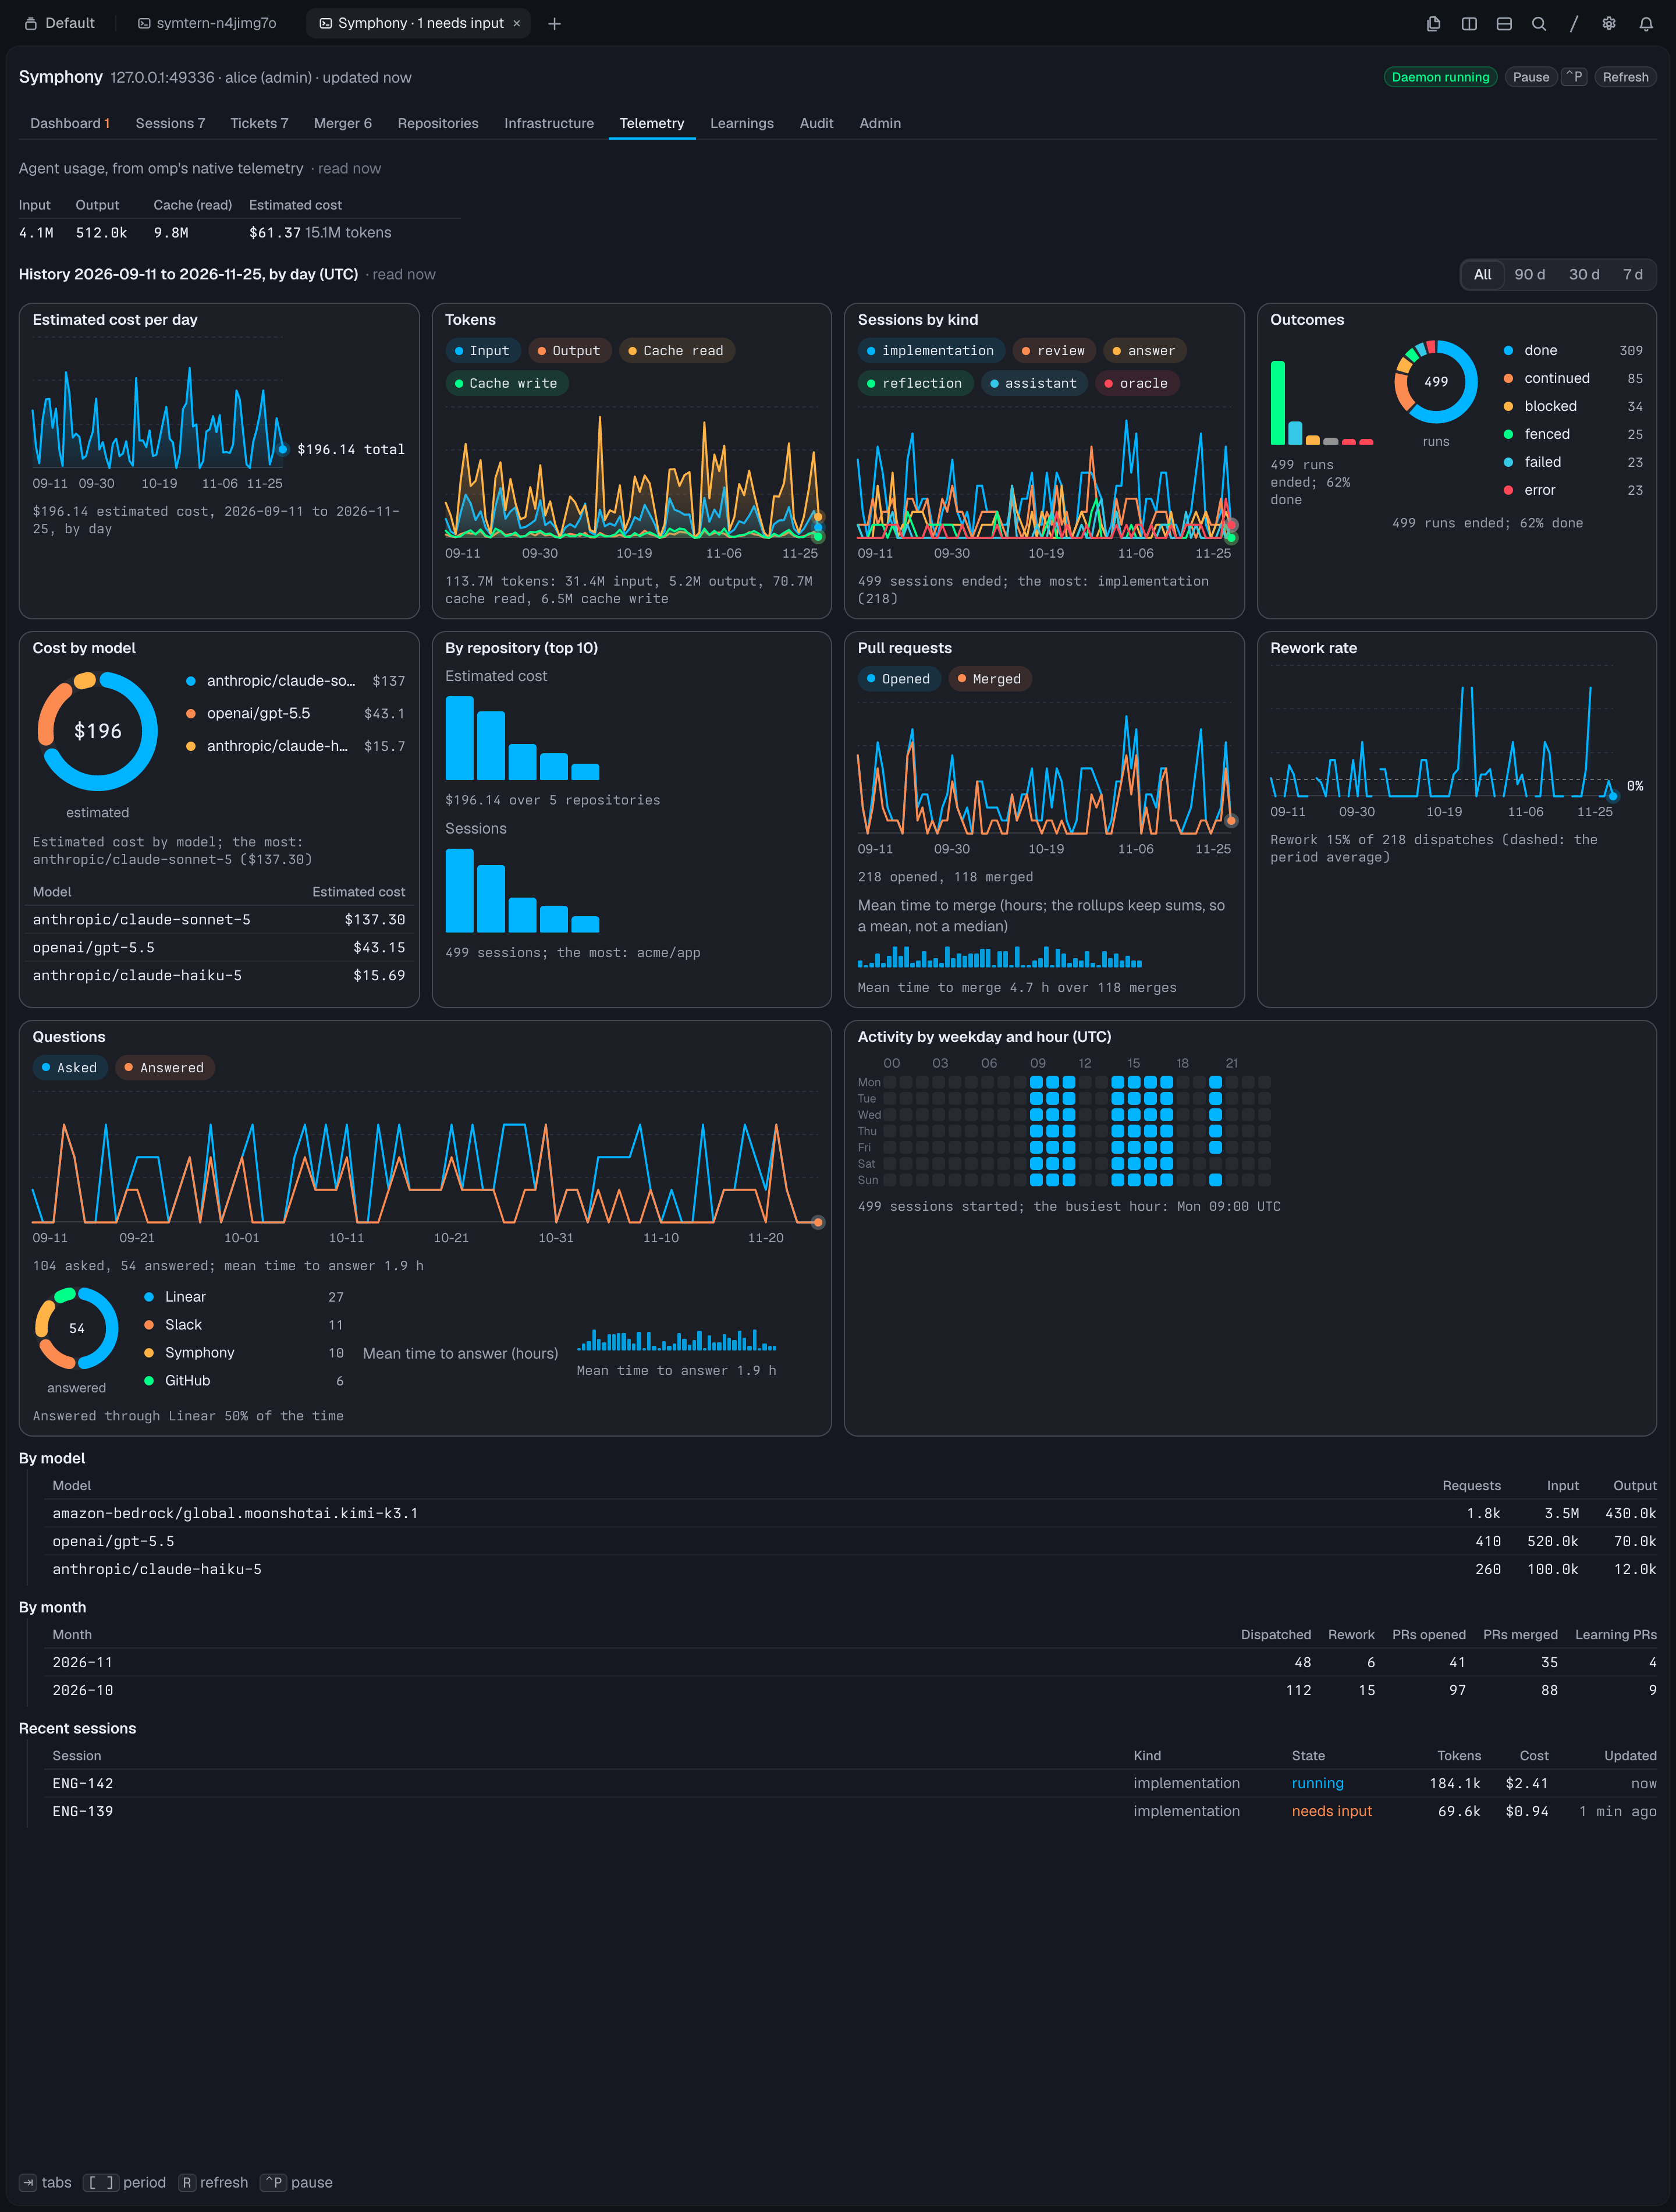 Default
symtern-n4jimg7o
Symphony · 1 needs input ×
Symphony 127.0.0.1:49336 · alice (admin) · updated now
Daemon running Pause ^P Refresh
Dashboard 1 Sessions 7 Tickets 7 Merger 6 Repositories Infrastructure Telemetry Learnings Audit Admin
Agent usage, from omp's native telemetry · read now
Input Output Cache (read) Estimated cost
4.1M 512.0k 9.8M $61.37 15.1M tokens
History 2026-09-11 to 2026-11-25, by day (UTC) · read now
All 90 d 30 d 7 d
Estimated cost per day
$196.14 total
09-11 09-30 10-19 11-06 11-25
$196.14 estimated cost, 2026-09-11 to 2026-11-
25, by day
Tokens
Input Output Cache read
Cache write
09-11 09-30 10-19 11-06 11-25
113.7M tokens: 31.4M input, 5.2M output, 70.7M
cache read, 6.5M cache write
Sessions by kind
implementation review answer
reflection assistant oracle
09-11 09-30 10-19 11-06 11-25
499 sessions ended; the most: implementation
(218)
Outcomes
499 runs
ended; 62%
done
499
runs
done 309
continued 85
blocked 34
fenced 25
failed 23
error 23
499 runs ended; 62% done
Cost by model
$196
estimated
anthropic/claude-so... $137
openai/gpt-5.5 $43.1
anthropic/claude-h... $15.7
Estimated cost by model; the most:
anthropic/claude-sonnet-5 ($137.30)
Model Estimated cost
anthropic/claude-sonnet-5 $137.30
openai/gpt-5.5 $43.15
anthropic/claude-haiku-5 $15.69
By repository (top 10)
Estimated cost
$196.14 over 5 repositories
Sessions
499 sessions; the most: acme/app
Pull requests
Opened Merged
09-11 09-30 10-19 11-06 11-25
218 opened, 118 merged
Mean time to merge (hours; the rollups keep sums, so
a mean, not a median)
Mean time to merge 4.7 h over 118 merges
Rework rate
0%
09-11 09-30 10-19 11-06 11-25
Rework 15% of 218 dispatches (dashed: the
period average)
Questions
Asked Answered
09-11 09-21 10-01 10-11 10-21 10-31 11-10 11-20
104 asked, 54 answered; mean time to answer 1.9 h
54
answered
Linear 27
Slack 11
Symphony 10
GitHub 6
Mean time to answer (hours)
Mean time to answer 1.9 h
Answered through Linear 50% of the time
Activity by weekday and hour (UTC)
00 03 06 09 12 15 18 21
Mon
Tue
Wed
Thu
Fri
Sat
Sun
499 sessions started; the busiest hour: Mon 09:00 UTC
By model
Model Requests Input Output
amazon-bedrock/global.moonshotai.kimi-k3.1 1.8k 3.5M 430.0k
openai/gpt-5.5 410 520.0k 70.0k
anthropic/claude-haiku-5 260 100.0k 12.0k
By month
Month Dispatched Rework PRs opened PRs merged Learning PRs
2026-11 48 6 41 35 4
2026-10 112 15 97 88 9
Recent sessions
Session Kind State Tokens Cost Updated
ENG-142 implementation running 184.1k $2.41 now
ENG-139 implementation needs input 69.6k $0.94 1 min ago
⇥ tabs [ ] period R refresh ^P pause